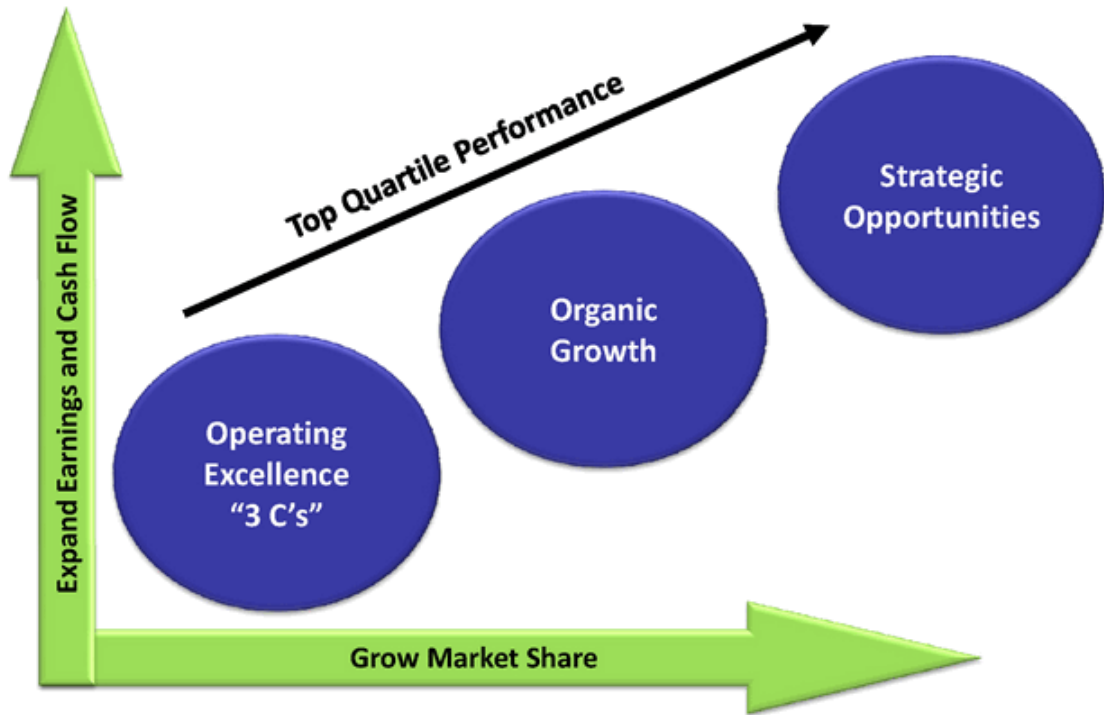 Expand Earnings and Cash Flow
Top Quartile Performance
Strategic
Opportunities
Organic
Growth
Operating
Excellence
“3 C’s”
Grow Market Share